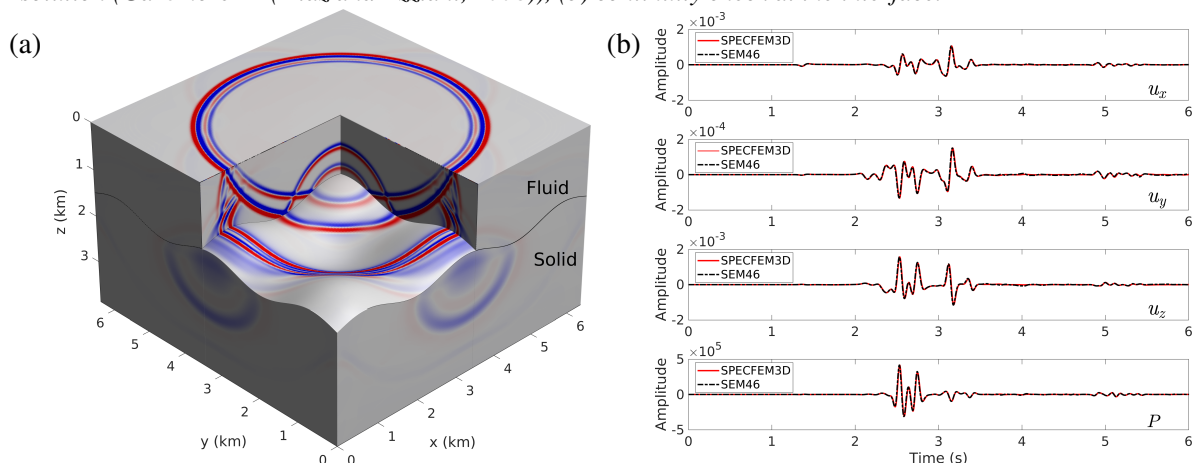 (a)
0
1
2
3
z (km)
Fluid
Solid
6
5
4
3
2
1
0
y (km)
0
1
2
3
4
5
6
x (km)
(b)
×10⁻³
2
0
-2
Amplitude
SPECFEM3D
SEM46
uₓ
0 1 2 3 4 5 6
×10⁻⁴
2
0
-2
Amplitude
SPECFEM3D
SEM46
u_y
0 1 2 3 4 5 6
×10⁻³
2
0
-2
Amplitude
SPECFEM3D
SEM46
u_z
0 1 2 3 4 5 6
×10⁵
5
0
-5
Amplitude
SPECFEM3D
SEM46
P
0 1 2 3 4 5 6
Time (s)